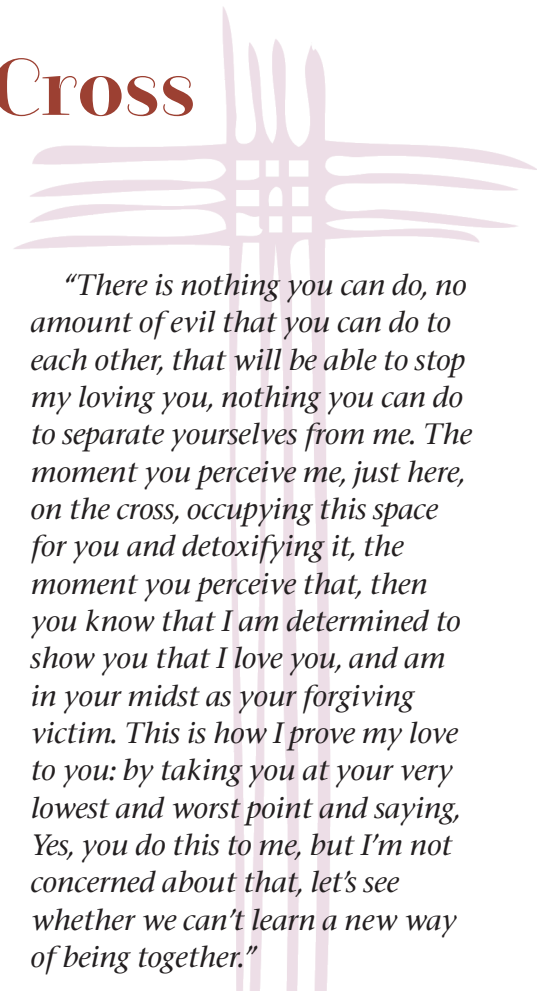 Cross
“There is nothing you can do, no
amount of evil that you can do to
each other, that will be able to stop
my loving you, nothing you can do
to separate yourselves from me. The
moment you perceive me, just here,
on the cross, occupying this space
for you and detoxifying it, the
moment you perceive that, then
you know that I am determined to
show you that I love you, and am
in your midst as your forgiving
victim. This is how I prove my love
to you: by taking you at your very
lowest and worst point and saying,
Yes, you do this to me, but I’m not
concerned about that, let’s see
whether we can’t learn a new way
of being together.”